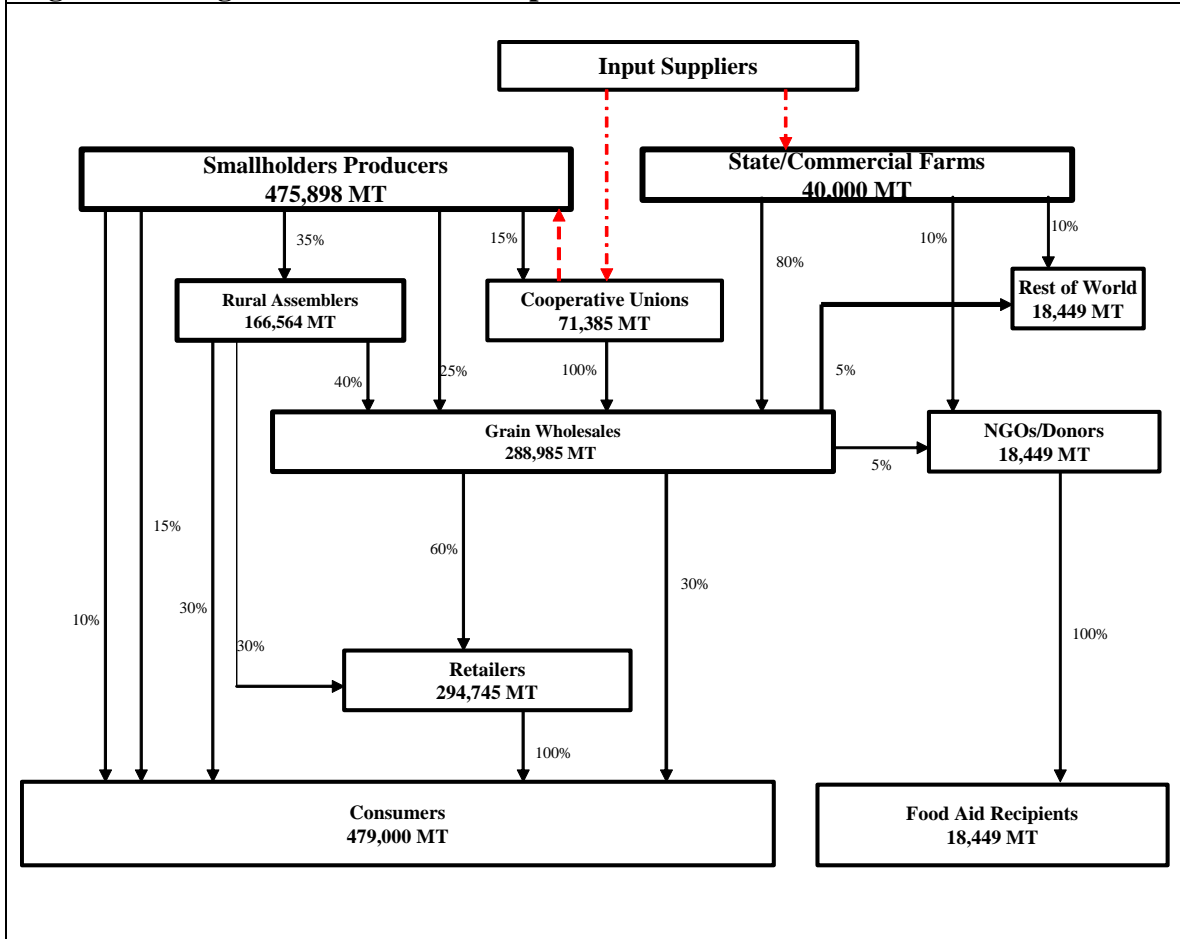 Input Suppliers
Smallholders Producers
475,898 MT
State/Commercial Farms
40,000 MT
35%
15%
80%
10%
10%
Rural Assemblers
166,564 MT
Cooperative Unions
71,385 MT
Rest of World
18,449 MT
40%
25%
100%
5%
Grain Wholesales
288,985 MT
NGOs/Donors
18,449 MT
5%
15%
60%
30%
10%
30%
30%
100%
Retailers
294,745 MT
100%
Consumers
479,000 MT
Food Aid Recipients
18,449 MT